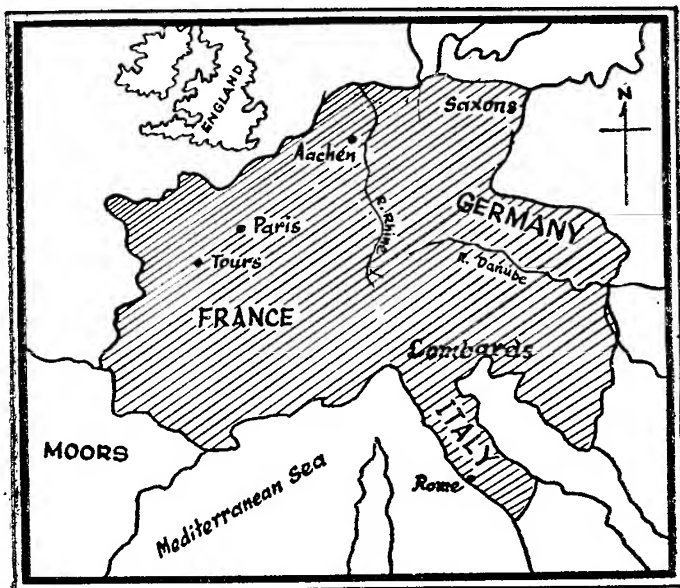 ENGLAND
Saxons
N
Aachen
R. Rhine
GERMANY
Paris
Tours
R. Danube
FRANCE
Lombards
ITALY
MOORS
Rome
Mediterranean Sea